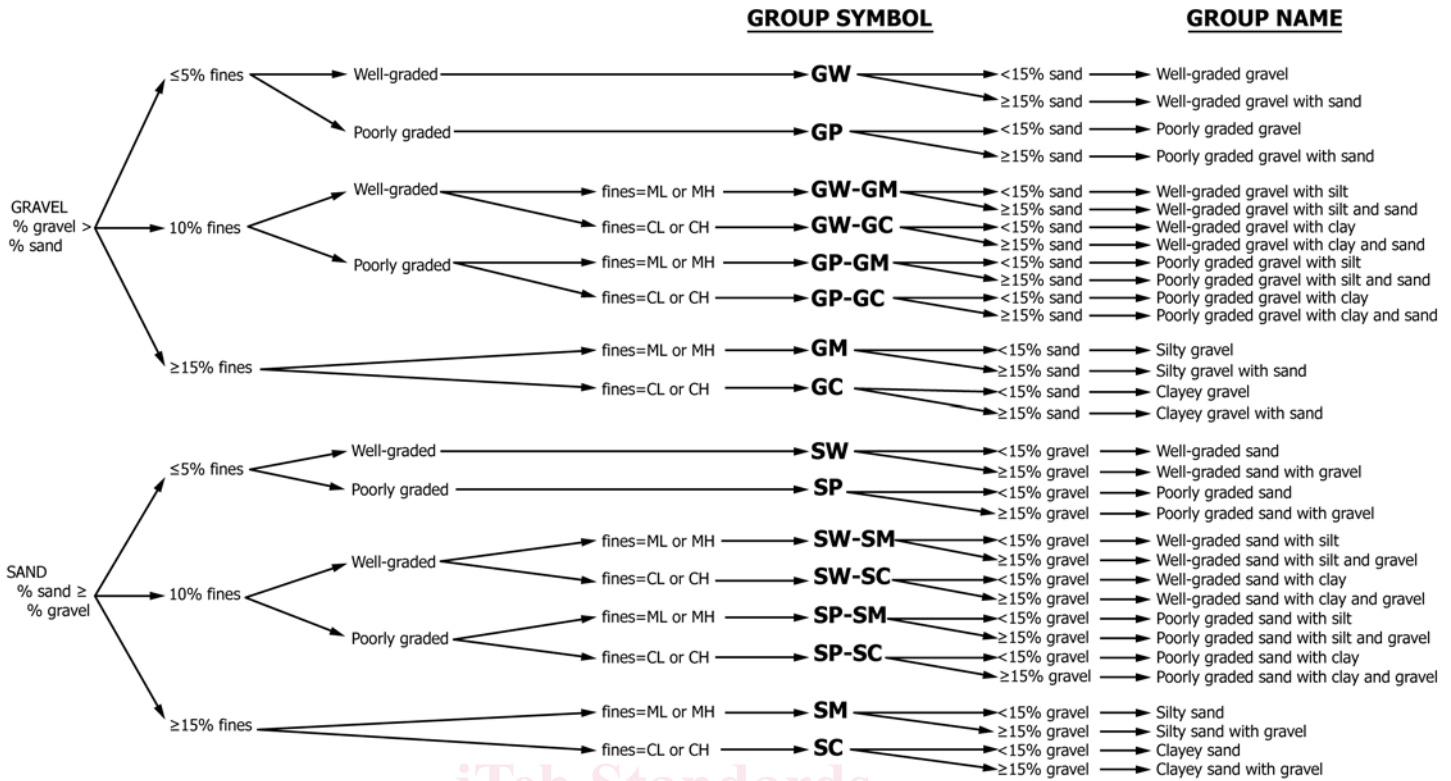 GROUP SYMBOL GROUP NAME
≤5% fines Well-graded GW <15% sand Well-graded gravel
≥15% sand Well-graded gravel with sand
Poorly graded GP <15% sand Poorly graded gravel
≥15% sand Poorly graded gravel with sand
GRAVEL
% gravel >
% sand
10% fines Well-graded fines=ML or MH GW-GM <15% sand Well-graded gravel with silt
≥15% sand Well-graded gravel with silt and sand
fines=CL or CH GW-GC <15% sand Well-graded gravel with clay
≥15% sand Well-graded gravel with clay and sand
Poorly graded fines=ML or MH GP-GM <15% sand Poorly graded gravel with silt
≥15% sand Poorly graded gravel with silt and sand
fines=CL or CH GP-GC <15% sand Poorly graded gravel with clay
≥15% sand Poorly graded gravel with clay and sand
≥15% fines fines=ML or MH GM <15% sand Silty gravel
≥15% sand Silty gravel with sand
fines=CL or CH GC <15% sand Clayey gravel
≥15% sand Clayey gravel with sand
≤5% fines Well-graded SW <15% gravel Well-graded sand
≥15% gravel Well-graded sand with gravel
Poorly graded SP <15% gravel Poorly graded sand
≥15% gravel Poorly graded sand with gravel
SAND
% sand ≥
% gravel
10% fines Well-graded fines=ML or MH SW-SM <15% gravel Well-graded sand with silt
≥15% gravel Well-graded sand with silt and gravel
fines=CL or CH SW-SC <15% gravel Well-graded sand with clay
≥15% gravel Well-graded sand with clay and gravel
Poorly graded fines=ML or MH SP-SM <15% gravel Poorly graded sand with silt
≥15% gravel Poorly graded sand with silt and gravel
fines=CL or CH SP-SC <15% gravel Poorly graded sand with clay
≥15% gravel Poorly graded sand with clay and gravel
≥15% fines fines=ML or MH SM <15% gravel Silty sand
≥15% gravel Silty sand with gravel
fines=CL or CH SC <15% gravel Clayey sand
≥15% gravel Clayey sand with gravel
iTeh Standards